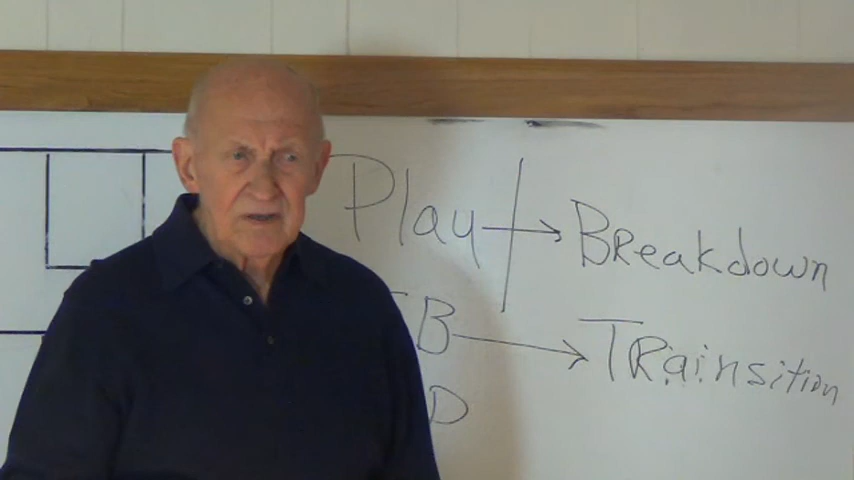 Play → Breakdown
B → Trainsition
D